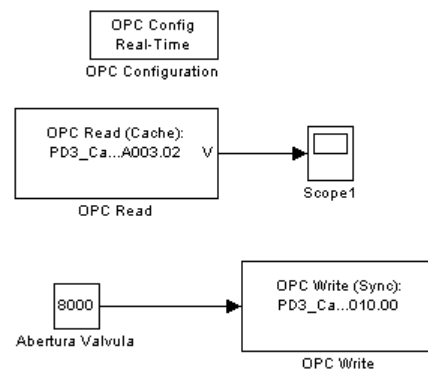 OPC Config
Real-Time
OPC Configuration
OPC Read (Cache):
PD3_Ca...A003.02
V
OPC Read
Scope1
8000
Abertura Valvula
OPC Write (Sync):
PD3_Ca...010.00
OPC Write